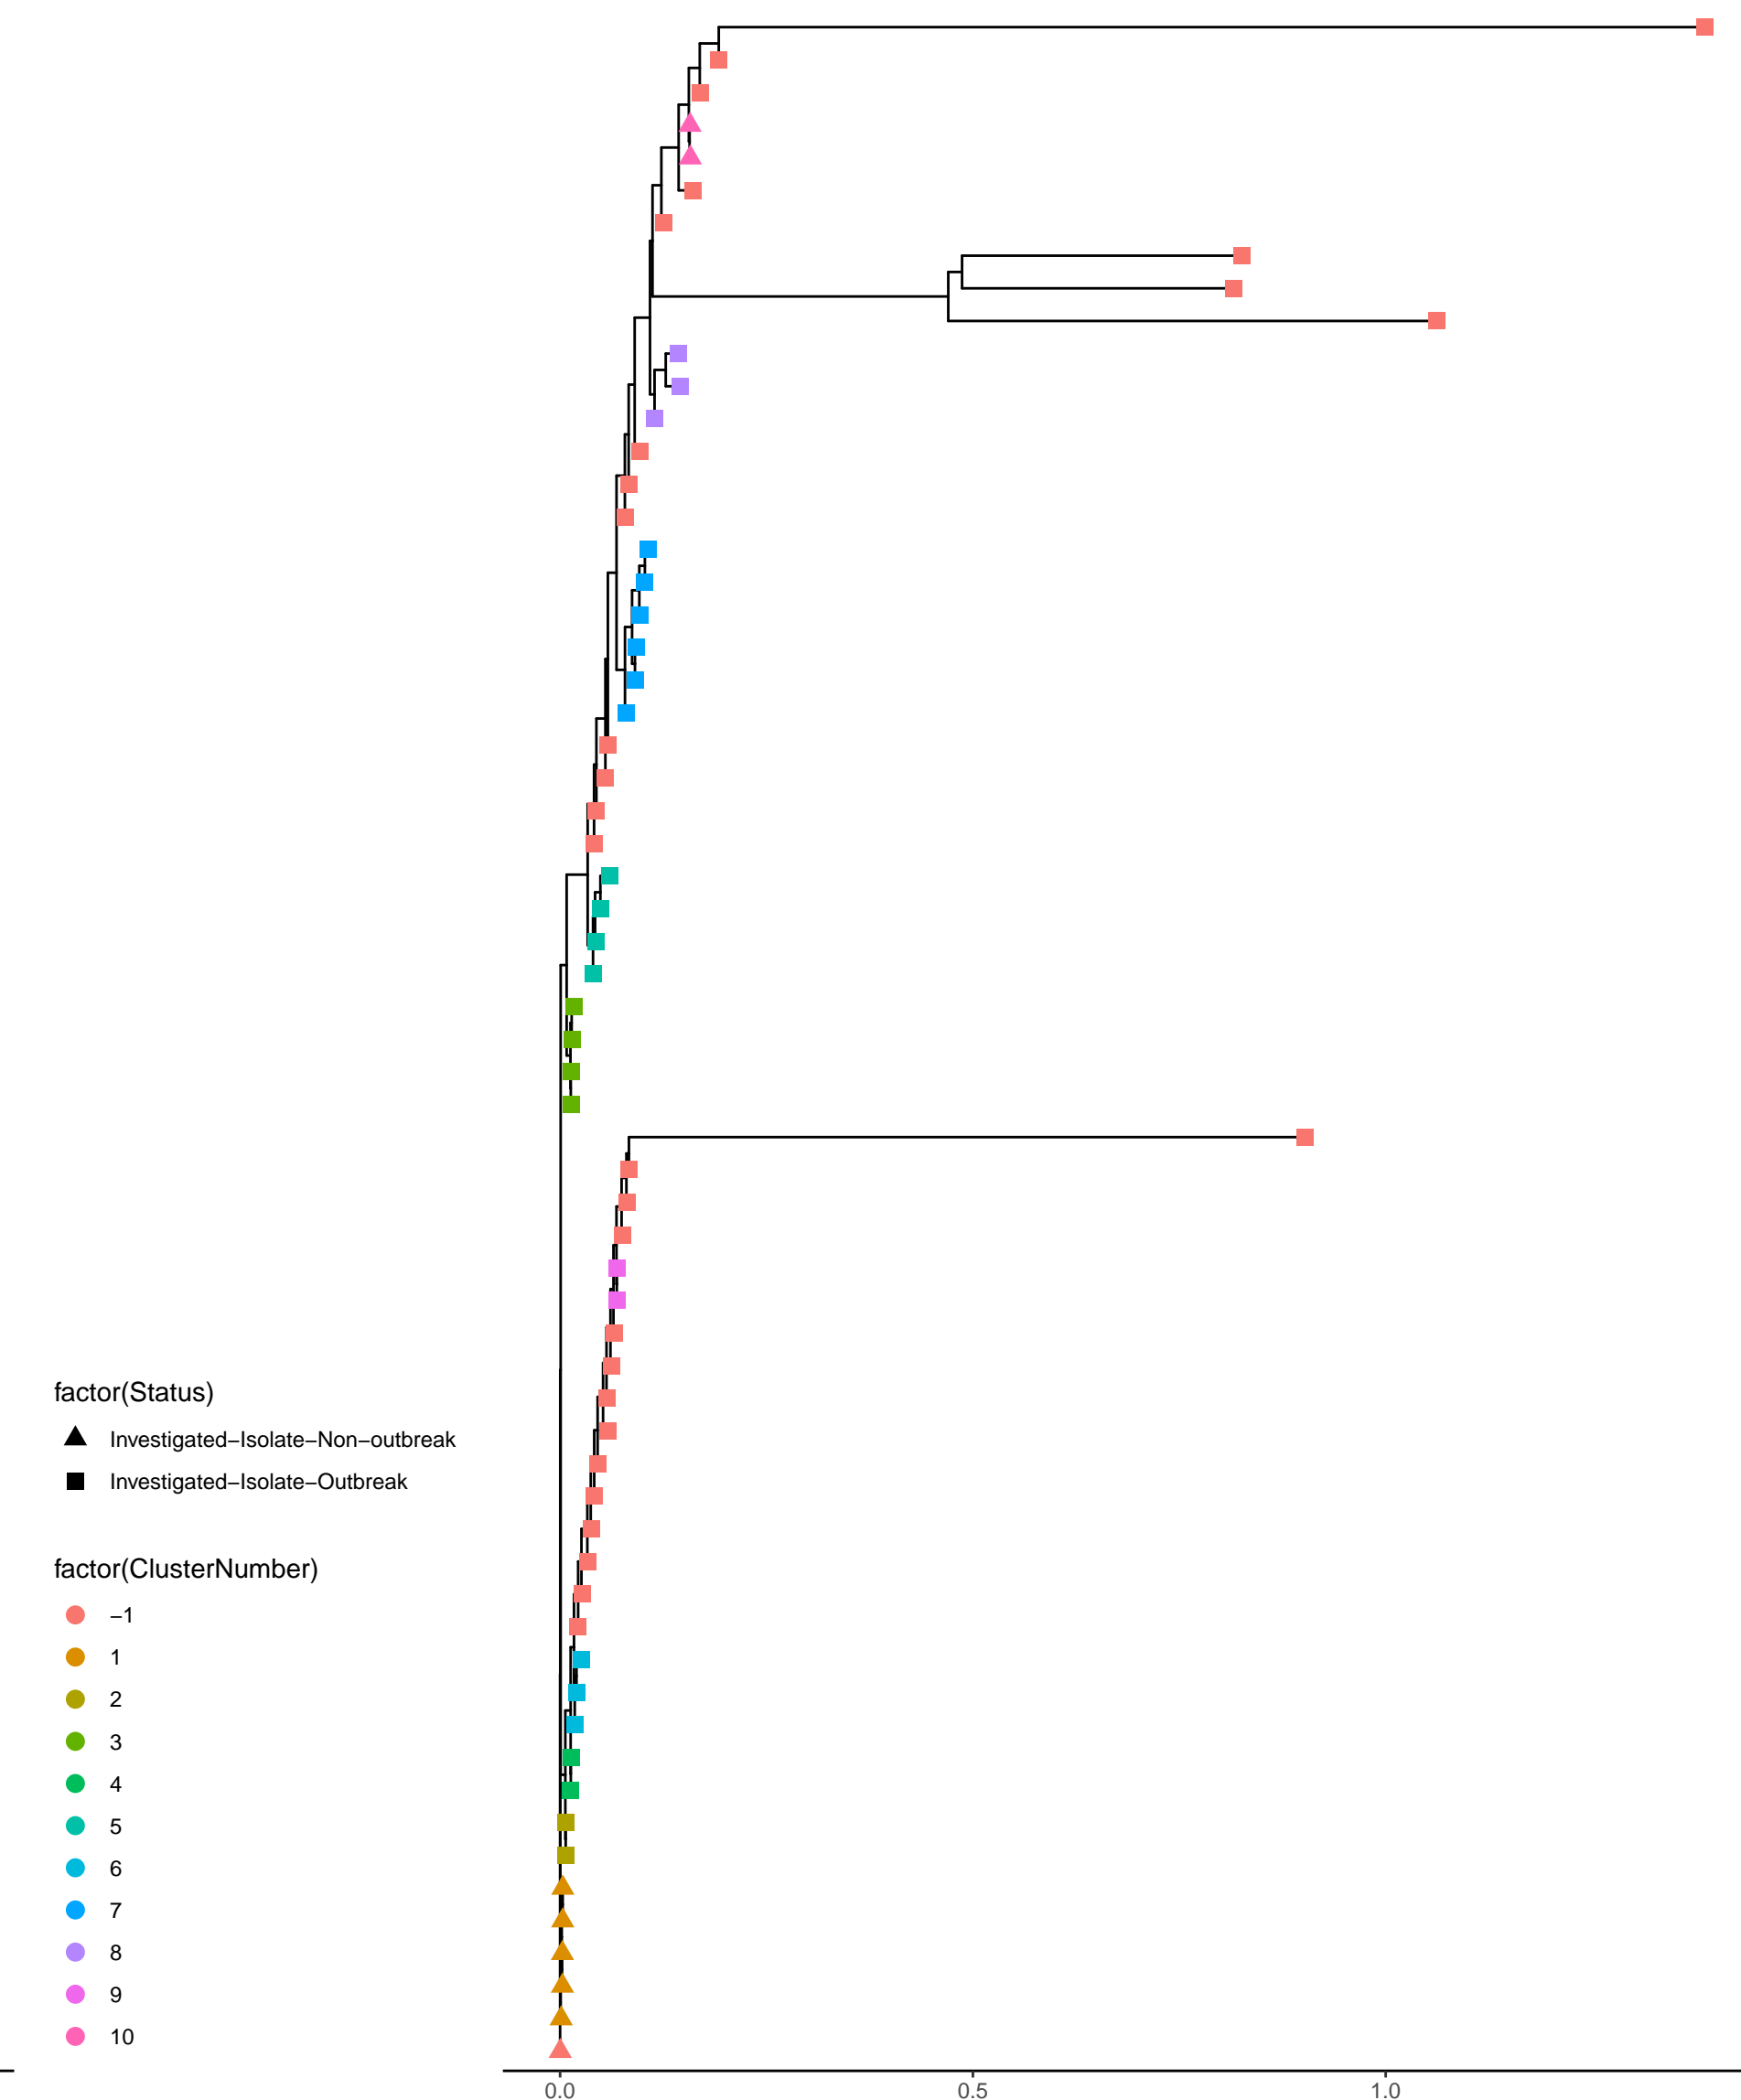 factor(Status)
Investigated−Isolate−Non−outbreak
Investigated−Isolate−Outbreak
factor(ClusterNumber)
−1
1
2
3
4
5
6
7
8
9
10
0.0 0.5 1.0